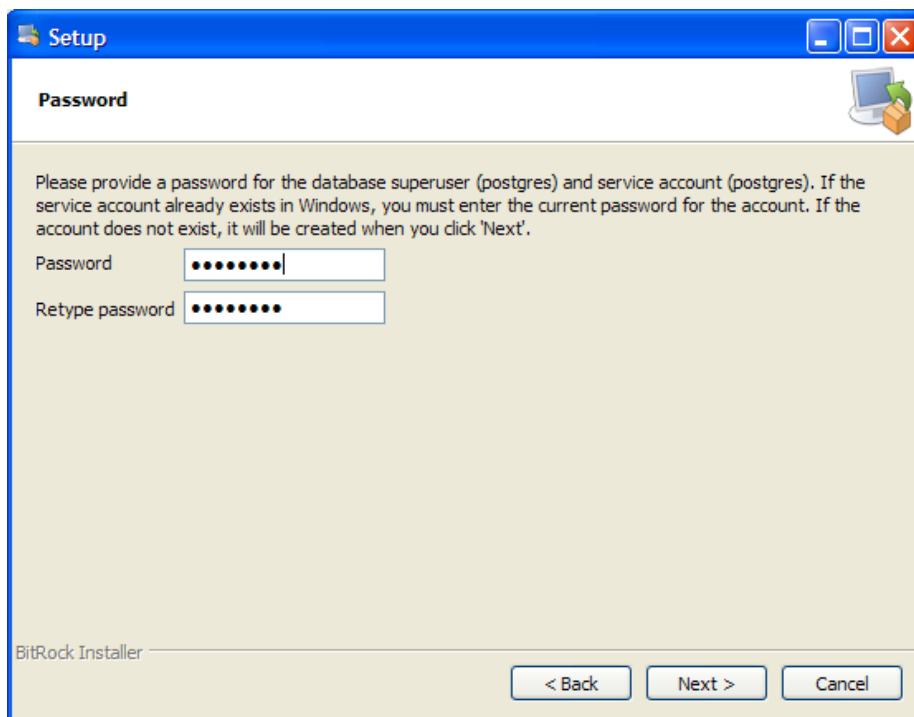 Setup
Password
Please provide a password for the database superuser (postgres) and service account (postgres). If the
service account already exists in Windows, you must enter the current password for the account. If the
account does not exist, it will be created when you click 'Next'.
Password ••••••••
Retype password ••••••••
BitRock Installer
< Back Next > Cancel